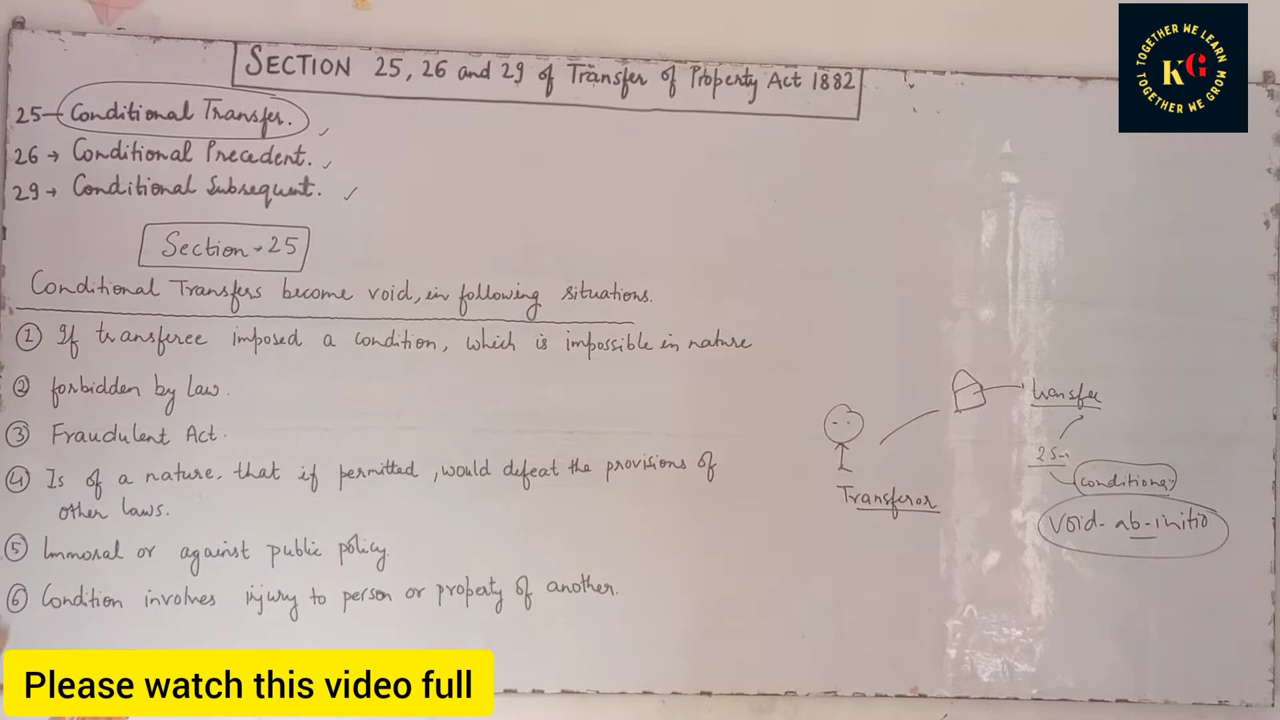 SECTION 25, 26 and 29 of Transfer of Property Act 1882
TOGETHER WE LEARN
KG
TOGETHER WE GROW
25 - Conditional Transfer.
26 → Conditional Precedent.
29 → Conditional Subsequent.
Section - 25
Conditional Transfers become void, in following situations.
① If transferee imposed a condition, which is impossible in nature
② forbidden by law.
③ Fraudulent Act.
④ Is of a nature, that if permitted, would defeat the provisions of
other laws.
⑤ Immoral or against public policy.
⑥ Condition involves injury to person or property of another.
Transferor
25
conditions
Void-ab-initio
Please watch this video full